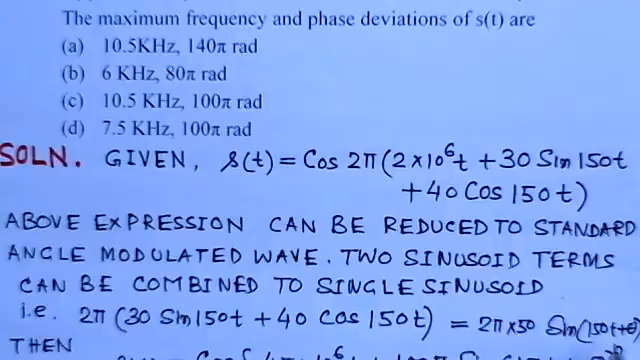 The maximum frequency and phase deviations of s(t) are
(a) 10.5KHz, 140π rad
(b) 6 KHz, 80π rad
(c) 10.5 KHz, 100π rad
(d) 7.5 KHz, 100π rad
SOLN. GIVEN, s(t) = Cos 2π(2×10⁶t + 30 Sin 150t
+40 Cos 150t)
ABOVE EXPRESSION CAN BE REDUCED TO STANDARD
ANGLE MODULATED WAVE. TWO SINUSOID TERMS
CAN BE COMBINED TO SINGLE SINUSOID
i.e. 2π (30 Sin 150t + 40 Cos 150t) = 2π×50 Sin(150t+θ)
THEN